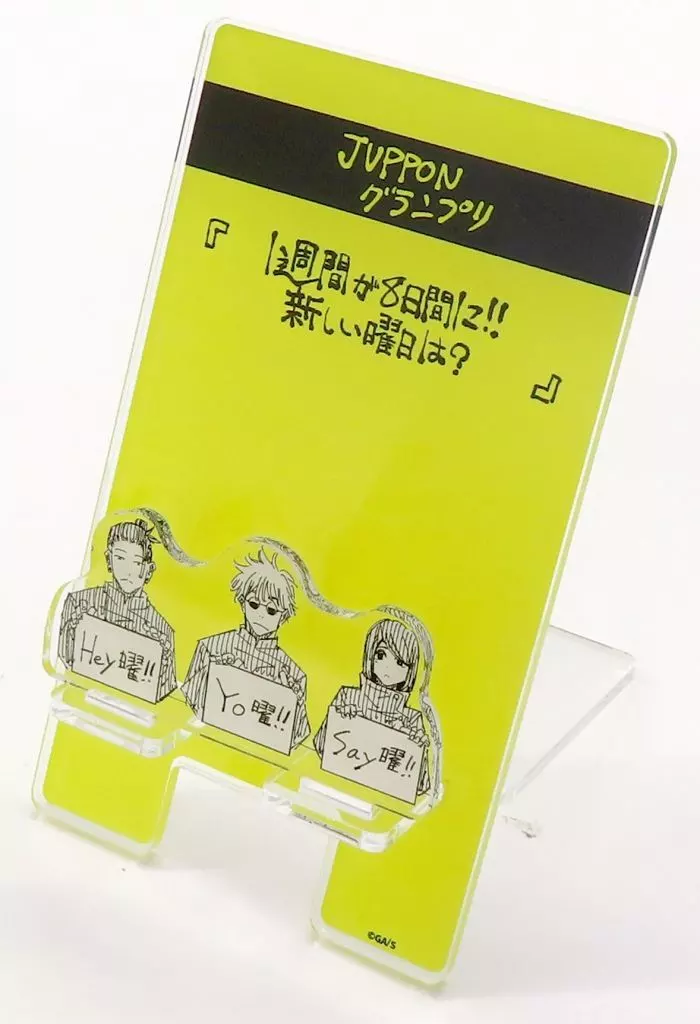 JUPPON
グランプリ
『
1週間が8日間に!!
新しい曜日は?
』
Hey曜!!
Yo曜!!
Say曜!!
©GA/S